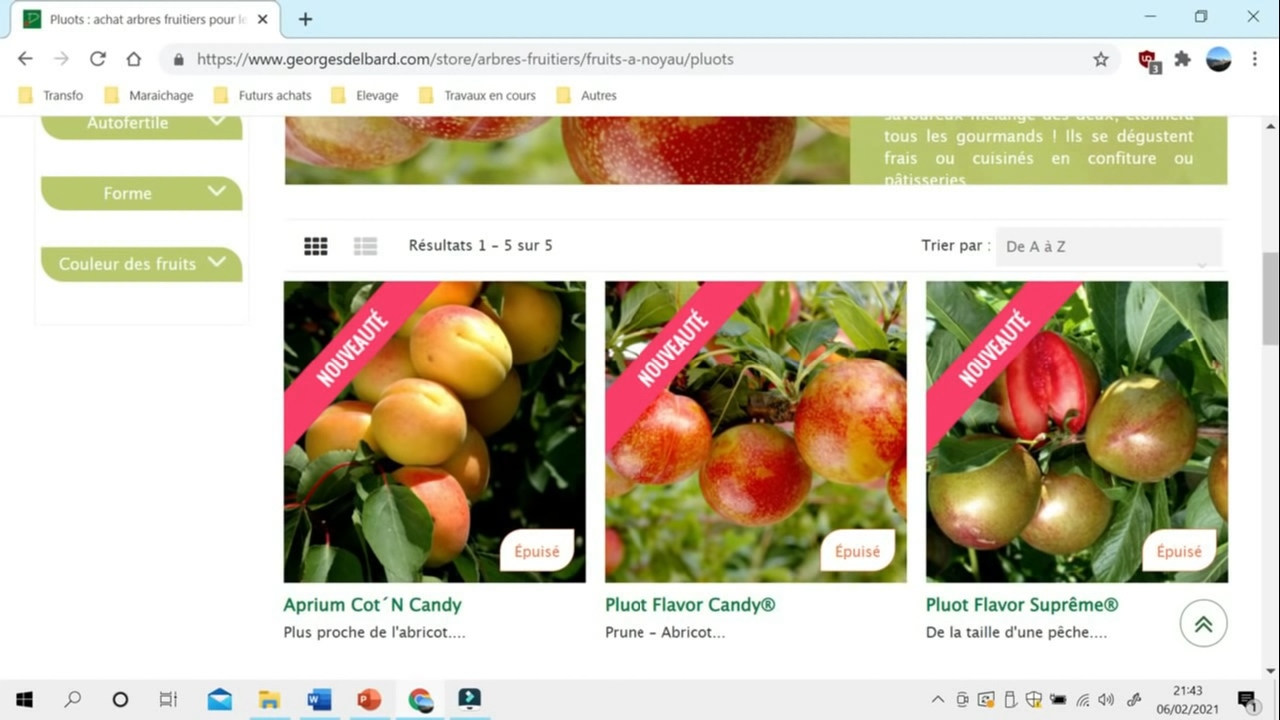 Pluots : achat arbres fruitiers pour le
https://www.georgesdelbard.com/store/arbres-fruitiers/fruits-a-noyau/pluots
3
Transfo
Maraichage
Futurs achats
Elevage
Travaux en cours
Autres
Autofertile
Forme
Couleur des fruits
savoureux mélange des deux, étonnera
tous les gourmands ! Ils se dégustent
frais ou cuisinés en confiture ou
pâtisseries
Résultats 1 - 5 sur 5
Trier par :
De A à Z
NOUVEAUTÉ
NOUVEAUTÉ
NOUVEAUTÉ
Épuisé
Épuisé
Épuisé
Aprium Cot´N Candy
Pluot Flavor Candy®
Pluot Flavor Suprême®
Plus proche de l'abricot....
Prune - Abricot...
De la taille d'une pêche....
21:43
06/02/2021
1